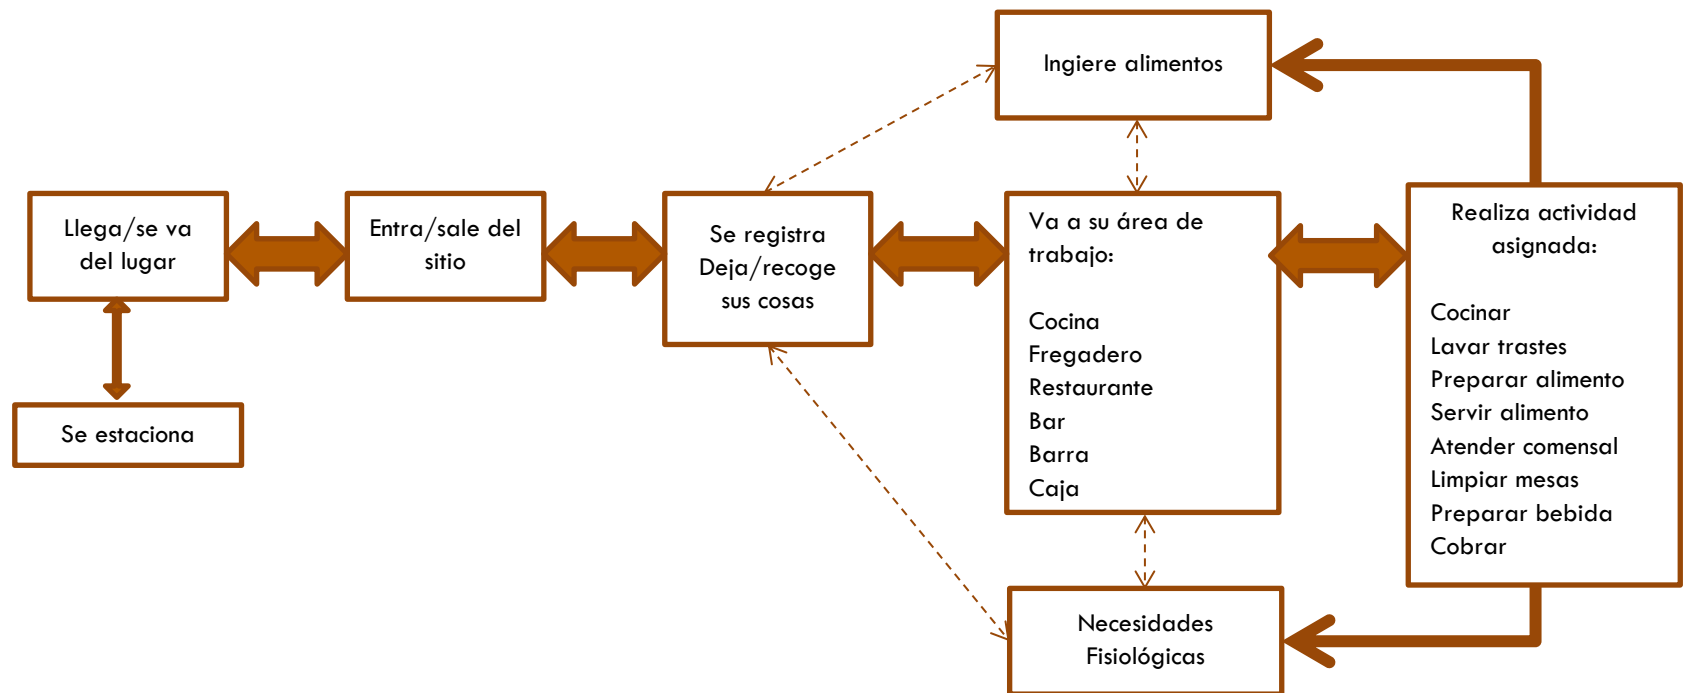 Ingiere alimentos
Llega/se va
del lugar
Entra/sale del
sitio
Se registra
Deja/recoge
sus cosas
Va a su área de
trabajo:
Cocina
Fregadero
Restaurante
Bar
Barra
Caja
Realiza actividad
asignada:
Cocinar
Lavar trastes
Preparar alimento
Servir alimento
Atender comensal
Limpiar mesas
Preparar bebida
Cobrar
Se estaciona
Necesidades
Fisiológicas